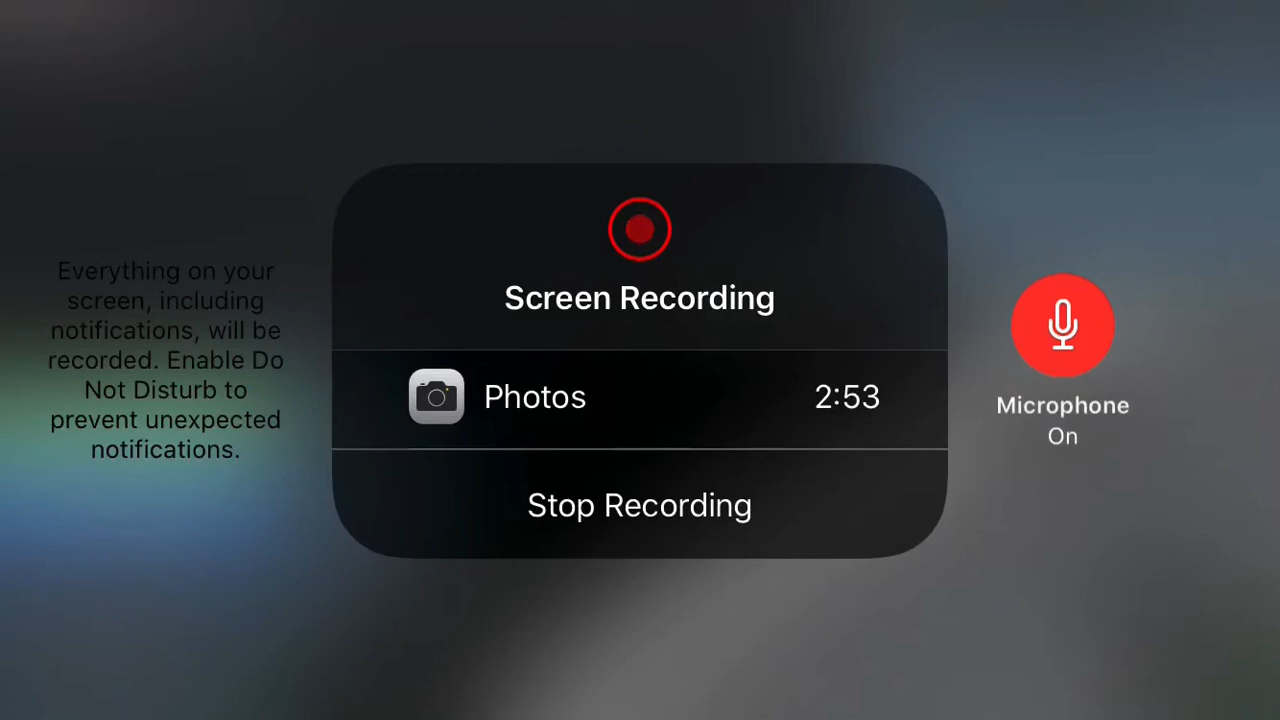 Everything on your
screen, including
notifications, will be
recorded. Enable Do
Not Disturb to
prevent unexpected
notifications.
Screen Recording
Photos 2:53
Stop Recording
Microphone
On